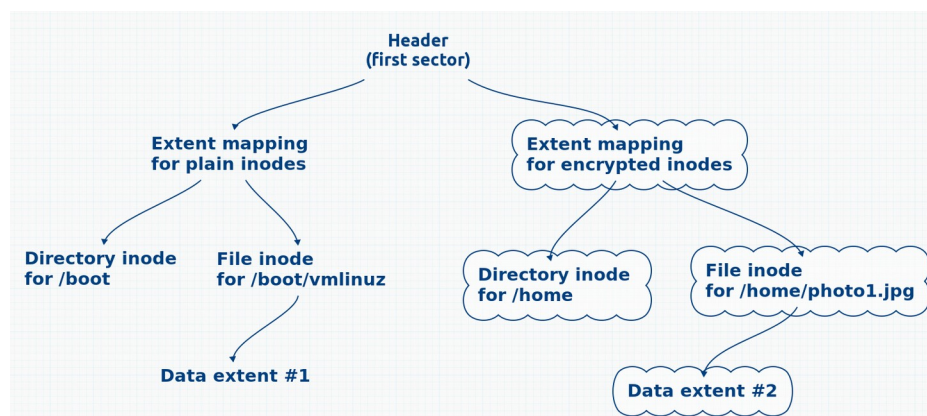 Header
(first sector)
Extent mapping
for plain inodes
Extent mapping
for encrypted inodes
Directory inode
for /boot
File inode
for /boot/vmlinuz
Directory inode
for /home
File inode
for /home/photo1.jpg
Data extent #1
Data extent #2